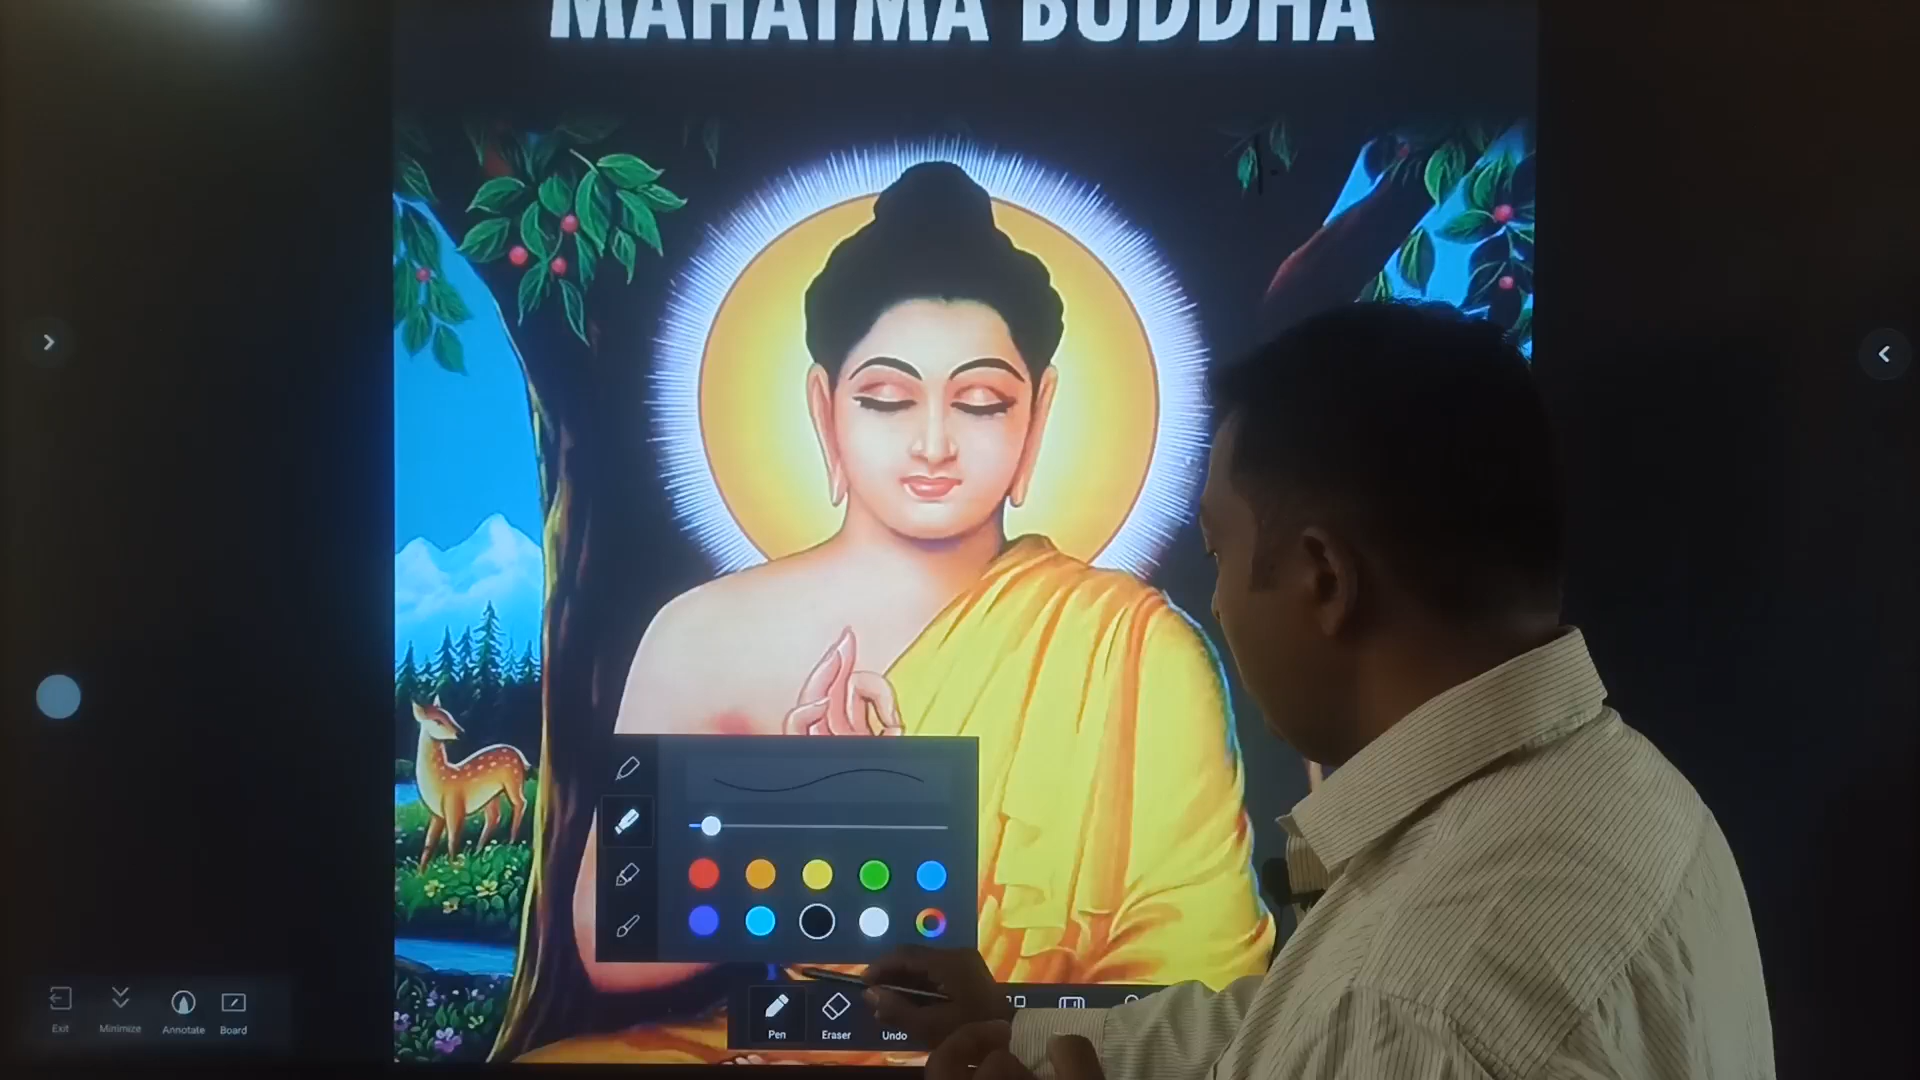 MAHATMA BUDDHA
Exit
Minimize
Annotate
Board
Pen
Eraser
Undo